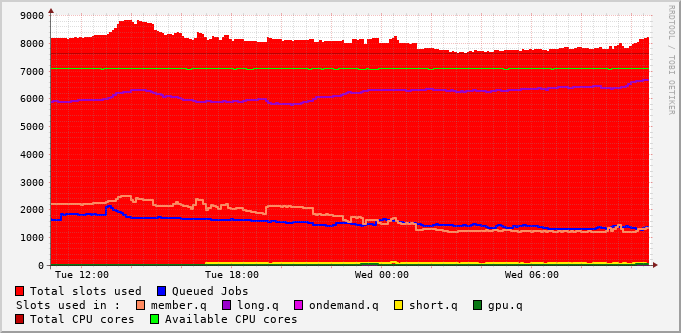 9000
8000
7000
6000
5000
4000
3000
2000
1000
0
Tue 12:00 Tue 18:00 Wed 00:00 Wed 06:00
RRDTOOL / TOBI OETIKER
Total slots used Queued Jobs
Slots used in : member.q long.q ondemand.q short.q gpu.q
Total CPU cores Available CPU cores